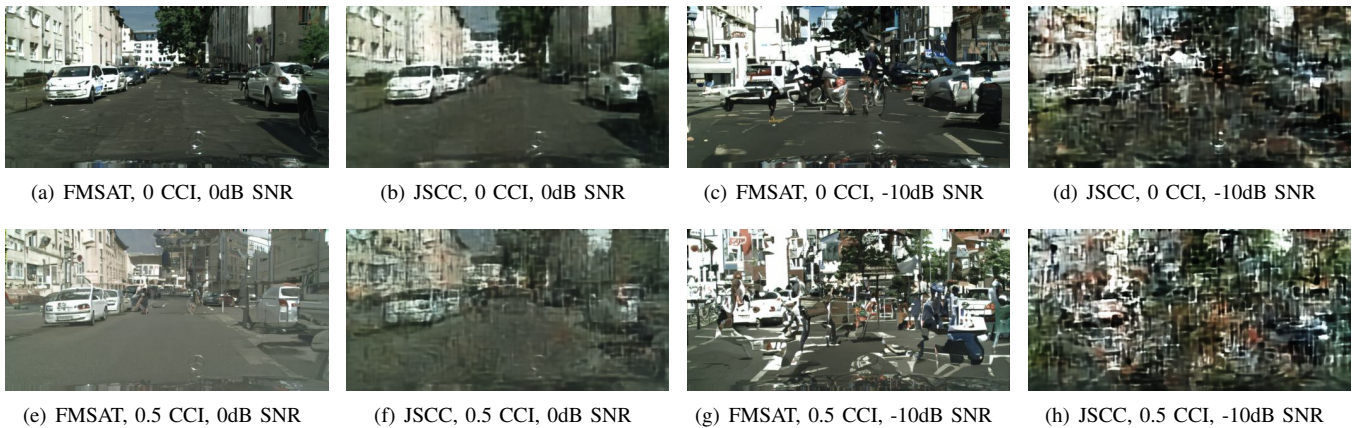 (a) FMSAT, 0 CCI, 0dB SNR
(b) JSCC, 0 CCI, 0dB SNR
(c) FMSAT, 0 CCI, -10dB SNR
(d) JSCC, 0 CCI, -10dB SNR
(e) FMSAT, 0.5 CCI, 0dB SNR
(f) JSCC, 0.5 CCI, 0dB SNR
(g) FMSAT, 0.5 CCI, -10dB SNR
(h) JSCC, 0.5 CCI, -10dB SNR